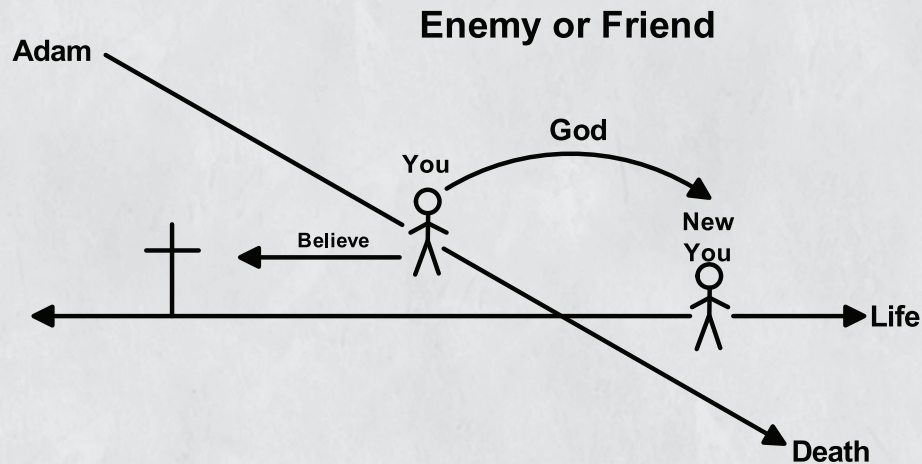 Enemy or Friend
Adam
God
You
New
You
Believe
Life
Death